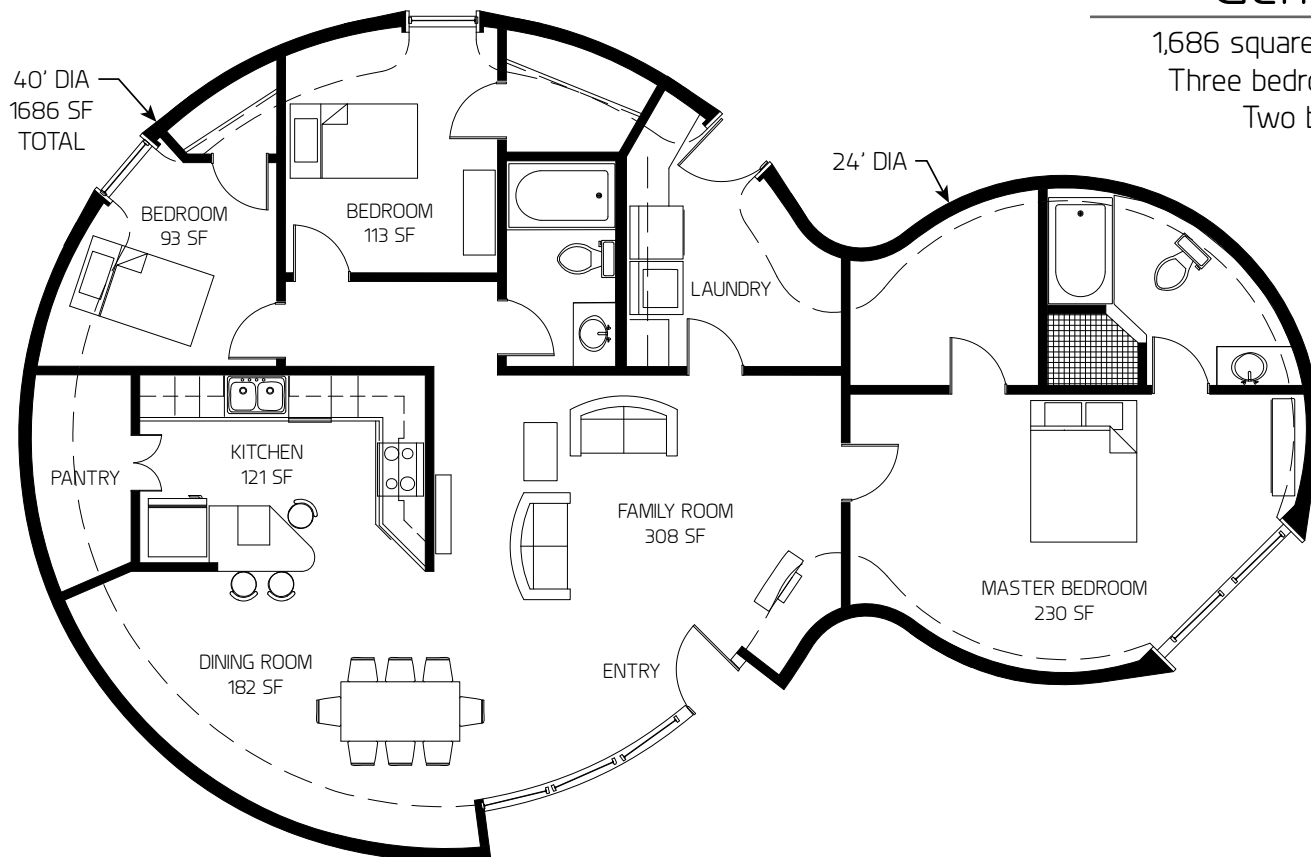 1,686 square
Three
Two
40' DIA
1686 SF
TOTAL
24' DIA
BEDROOM
93 SF
BEDROOM
113 SF
LAUNDRY
KITCHEN
121 SF
PANTRY
FAMILY ROOM
308 SF
MASTER BEDROOM
230 SF
DINING ROOM
182 SF
ENTRY